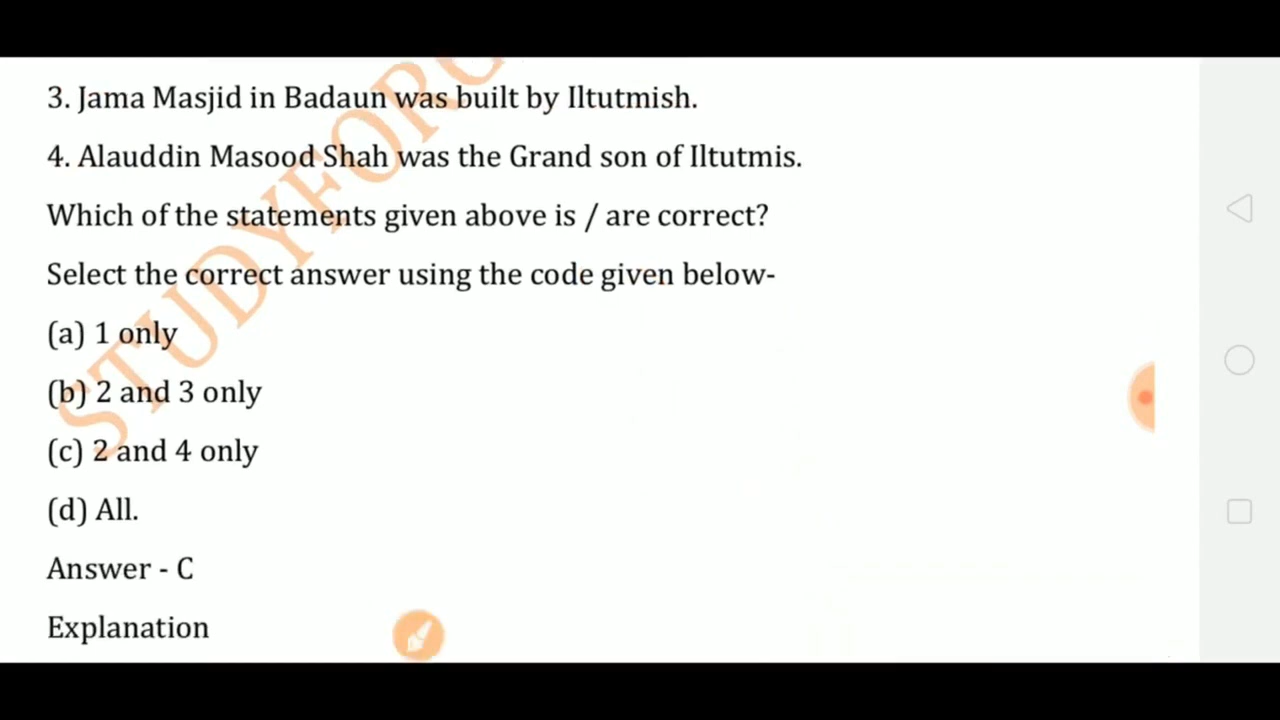 3. Jama Masjid in Badaun was built by Iltutmish.
4. Alauddin Masood Shah was the Grand son of Iltutmis.
Which of the statements given above is / are correct?
Select the correct answer using the code given below-
(a) 1 only
(b) 2 and 3 only
(c) 2 and 4 only
(d) All.
Answer - C
Explanation
STUDYFORG